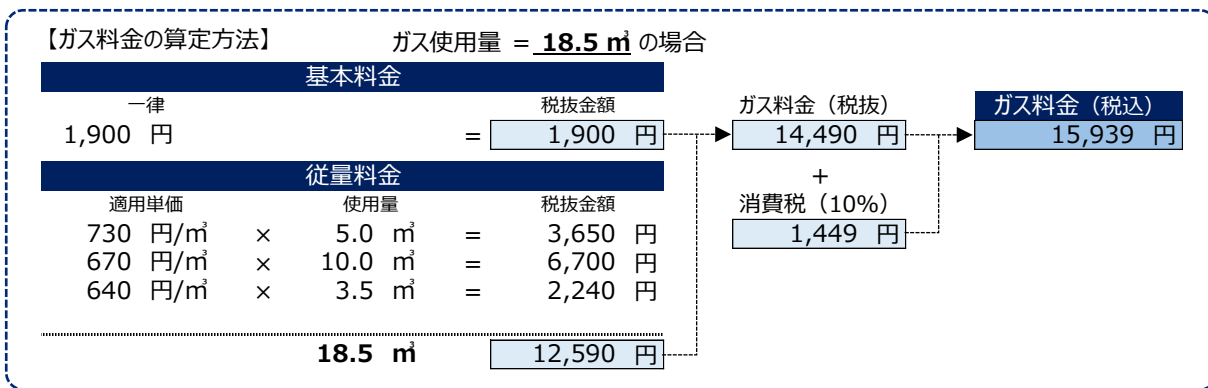 【ガス料金の算定方法】 ガス使用量 = 18.5 ㎥ の場合
基本料金
一律 税抜金額
1,900 円 = 1,900 円
従量料金
適用単価 使用量 税抜金額
730 円/㎥ × 5.0 ㎥ = 3,650 円
670 円/㎥ × 10.0 ㎥ = 6,700 円
640 円/㎥ × 3.5 ㎥ = 2,240 円
18.5 ㎥ 12,590 円
ガス料金（税抜）
14,490 円
+
消費税（10%）
1,449 円
ガス料金（税込）
15,939 円